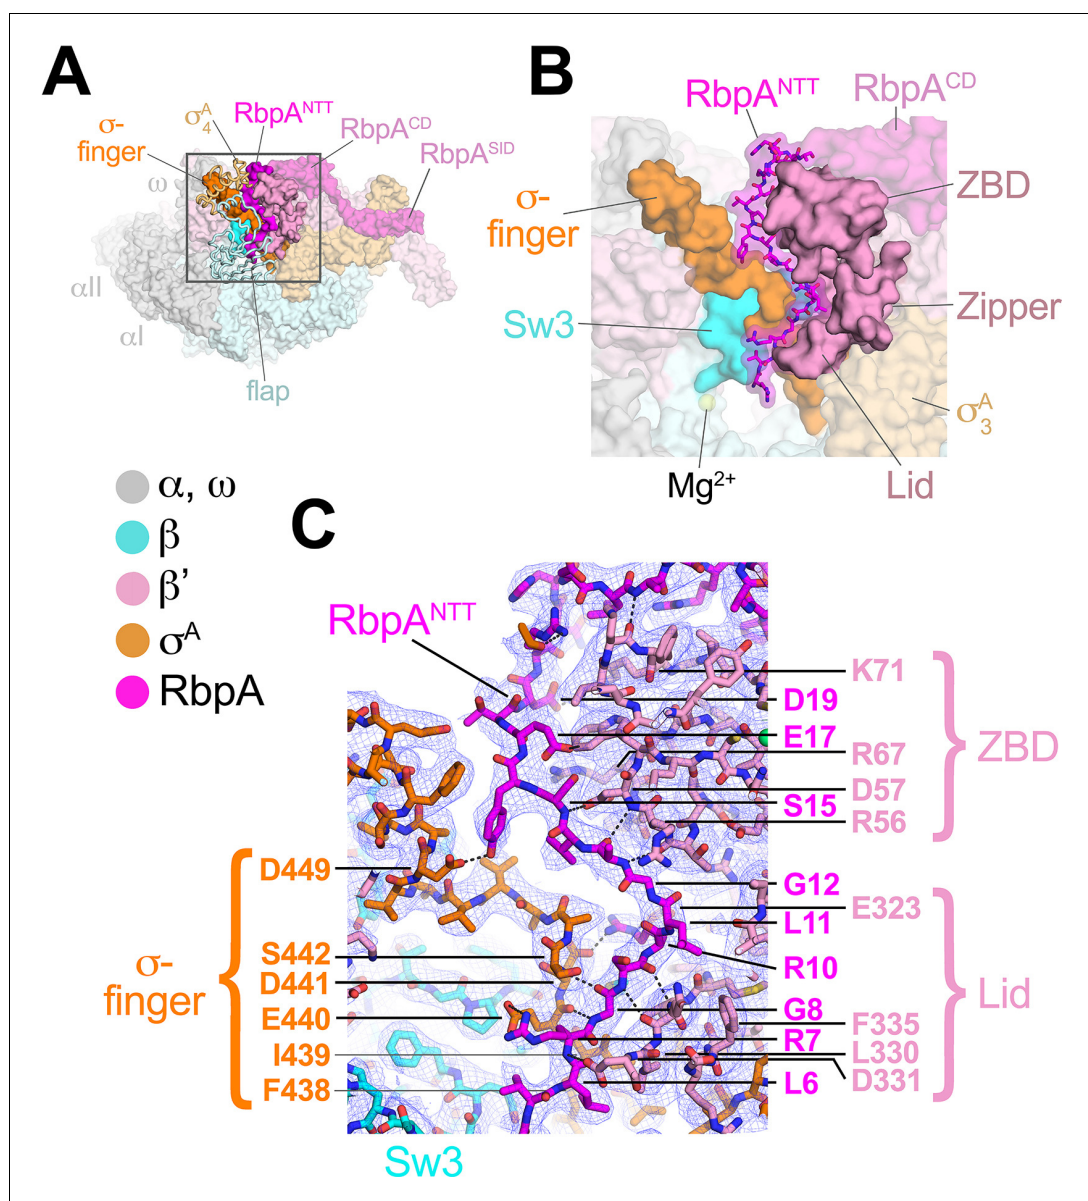 A
σ-
finger
σ₄ᴬ
RbpAᴺᵀᵀ
RbpAᶜᴰ
RbpAˢᴵᴰ
ω
αII
αI
flap
B
RbpAᴺᵀᵀ
RbpAᶜᴰ
σ-
finger
ZBD
Sw3
Zipper
σ₃ᴬ
Mg²⁺
Lid
α, ω
β
β’
σᴬ
RbpA
C
RbpAᴺᵀᵀ
K71
D19
E17
R67
D57
S15
R56
ZBD
G12
E323
L11
R10
G8
F335
R7
L330
D331
L6
Lid
D449
S442
D441
E440
I439
F438
σ-
finger
Sw3